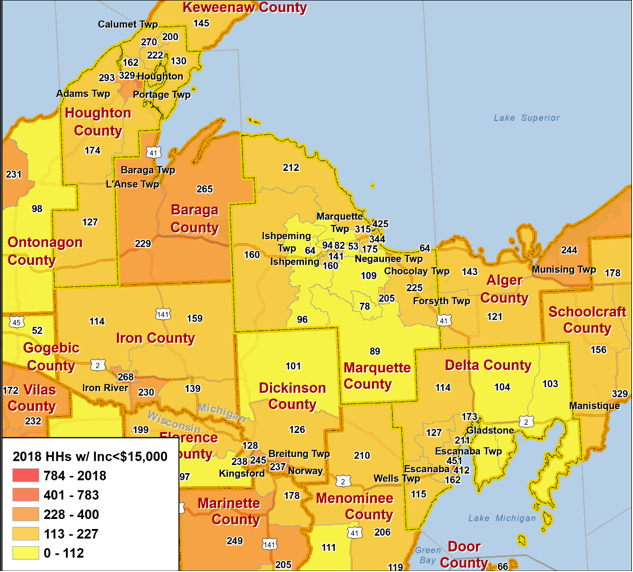 Keweenaw County
145
Calumet Twp
270
200
222
162
130
293
329
Houghton
Adams Twp
Portage Twp
Houghton
County
Lake Superior
174
41
231
Baraga Twp
L'Anse Twp
212
265
98
Baraga
County
127
Marquette
Twp
425
315
Ontonagon
County
229
Ishpeming
Twp
64
94
82
53
344
175
64
244
160
Ishpeming
141
160
Negaunee Twp
Chocolay Twp
143
Munising Twp
178
109
225
Alger
County
205
Forsyth Twp
78
121
Schoolcraft
County
45
52
114
141
159
96
41
Gogebic
County
Iron County
89
156
2
101
Marquette
County
Delta County
268
Iron River
230
139
Dickinson
County
114
104
103
329
172
Vilas
County
232
Michigan
Wisconsin
173
2
Manistique
199
Florence
County
126
127
Gladstone
211
128
Breitung Twp
210
Escanaba Twp
451
238
245
237
Norway
Kingsford
Escanaba
412
97
2
Wells Twp
162
178
115
Marinette
County
Menominee
County
Lake Michigan
206
249
141
111
41
Green
Bay
Door
County
205
119
66
2018 HHs w/ Inc<$15,000
784 - 2018
401 - 783
228 - 400
113 - 227
0 - 112